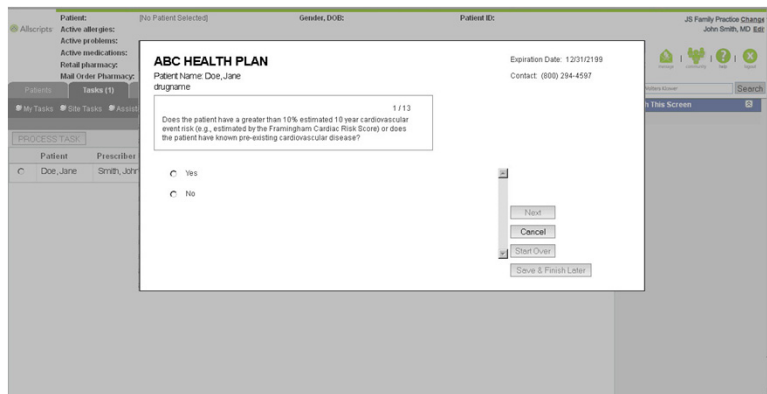 Patient: [No Patient Selected] Gender, DOB: Patient ID:
JS Family Practice Change
Allscripts Active allergies: John Smith, MD Edit
Active problems:
Active medications:
Retail pharmacy:
Mail Order Pharmacy:
Patients Tasks (1)
Search
My Tasks Site Tasks Assist
h This Screen
PROCESS TASK
Patient Prescriber
Doe, Jane Smith, John
ABC HEALTH PLAN
Expiration Date: 12/31/2199
Patient Name: Doe, Jane
Contact: (800) 294-4597
drugname
1 / 13
Does the patient have a greater than 10% estimated 10 year cardiovascular
event risk (e.g., estimated by the Framingham Cardiac Risk Score) or does
the patient have known pre-existing cardiovascular disease?
Yes
No
Next
Cancel
Start Over
Save & Finish Later